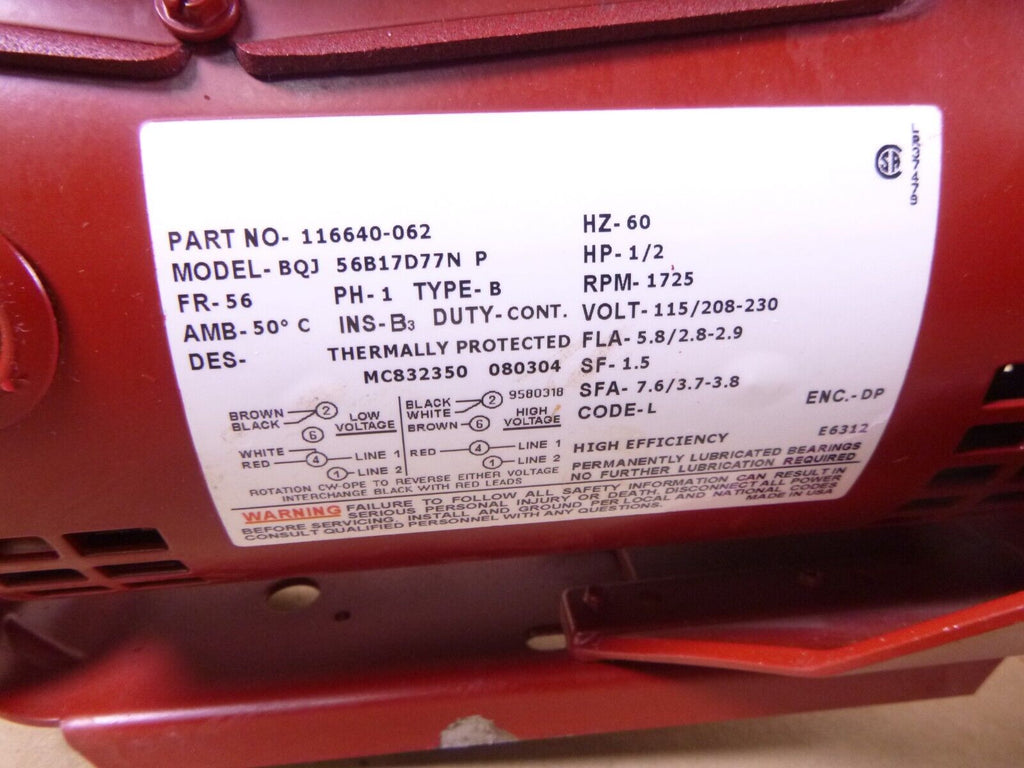 LR37479
SA
PART NO- 116640-062
MODEL- BQJ 56B17D77N P
FR- 56 PH- 1 TYPE- B
AMB- 50° C INS- B3 DUTY- CONT.
DES- THERMALLY PROTECTED
MC832350 080304
HZ- 60
HP- 1/2
RPM- 1725
VOLT- 115/208-230
FLA- 5.8/2.8-2.9
SF- 1.5
SFA- 7.6/3.7-3.8
CODE- L
ENC.- DP
BROWN
BLACK 2
6
LOW
VOLTAGE
WHITE
RED 4 LINE 1
1 LINE 2
BLACK
WHITE 2
BROWN 6
9580318
HIGH
VOLTAGE
RED 4 LINE 1
1 LINE 2
ROTATION CW-OPE TO REVERSE EITHER VOLTAGE
INTERCHANGE BLACK WITH RED LEADS
E6312
HIGH EFFICIENCY
PERMANENTLY LUBRICATED BEARINGS
NO FURTHER LUBRICATION REQUIRED
WARNING FAILURE TO FOLLOW ALL SAFETY INFORMATION CAN RESULT IN
SERIOUS PERSONAL INJURY OR DEATH. DISCONNECT ALL POWER
BEFORE SERVICING. INSTALL AND GROUND PER LOCAL AND NATIONAL CODES
CONSULT QUALIFIED PERSONNEL WITH ANY QUESTIONS.
MADE IN USA